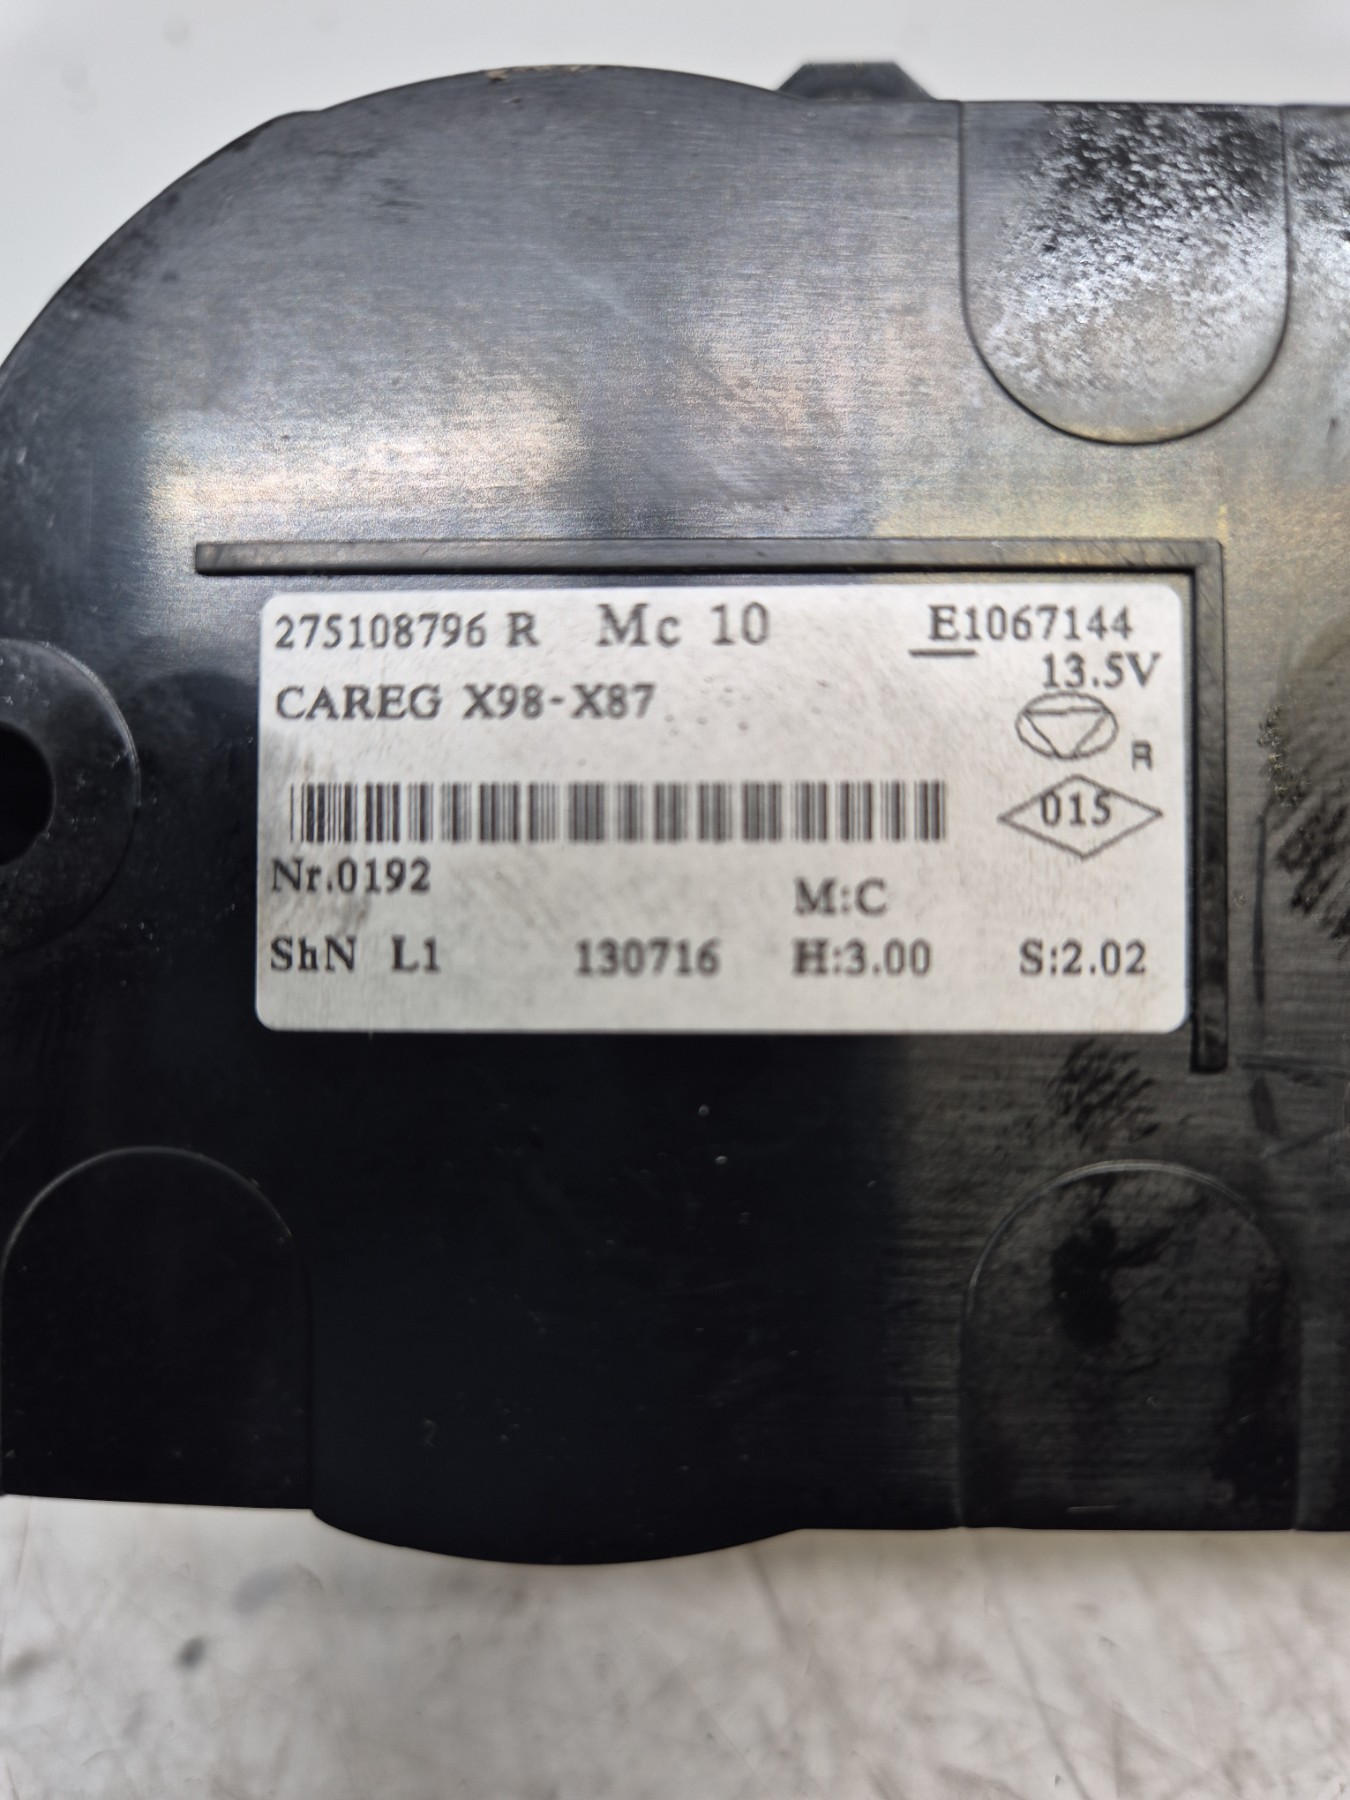 275108796 R Mc 10 E1067144
13.5V
CAREG X98-X87
R
015
Nr.0192
M:C
ShN L1 130716 H:3.00 S:2.02